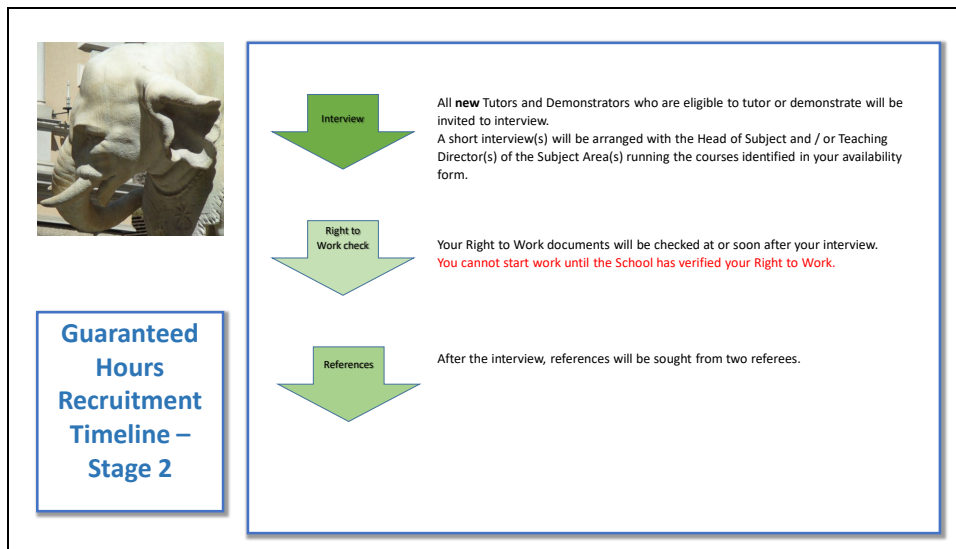 Guaranteed
Hours
Recruitment
Timeline –
Stage 2
Interview
All new Tutors and Demonstrators who are eligible to tutor or demonstrate will be
invited to interview.
A short interview(s) will be arranged with the Head of Subject and / or Teaching
Director(s) of the Subject Area(s) running the courses identified in your availability
form.
Right to
Work check
Your Right to Work documents will be checked at or soon after your interview.
You cannot start work until the School has verified your Right to Work.
References
After the interview, references will be sought from two referees.